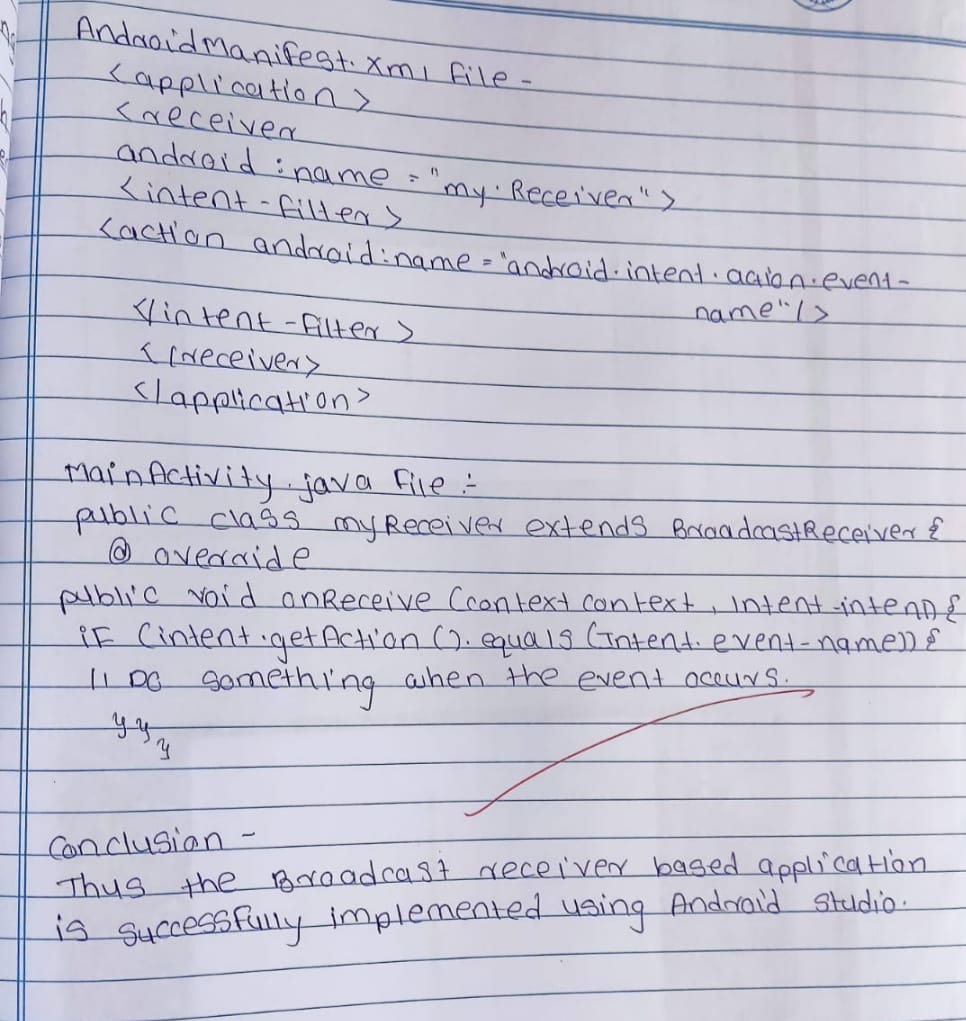 AndroidManifest.xml file -
<application>
<receiver
android:name="my.Receiver">
<intent-filter>
<action android:name="android.intent.action.event-
name"/>
</intent-filter>
</receiver>
</application>
MainActivity.java file :-
public class myReceiver extends BroadcastReceiver {
@ override
public void onReceive (context context, Intent intent) {
if (intent.getAction().equals(Intent.event-name)) {
// Do something when the event occurs.
}}
}
Conclusion -
Thus the Broadcast receiver based application
is successfully implemented using Android Studio.